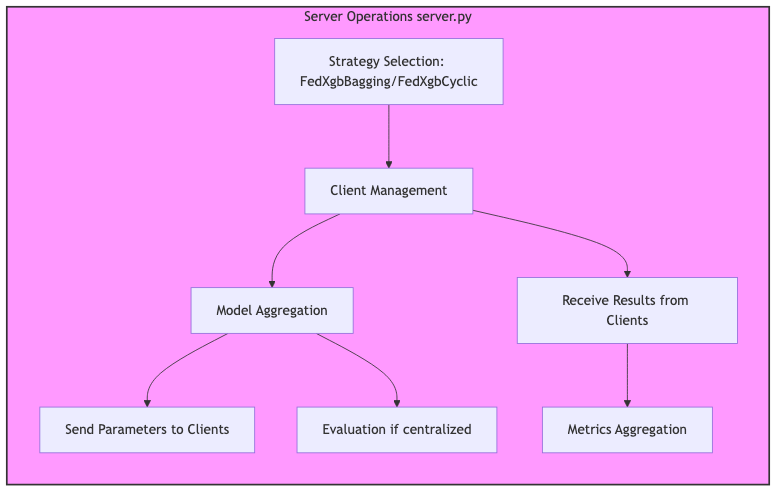 Server Operations server.py
Strategy Selection:
FedXgbBagging/FedXgbCyclic
Client Management
Model Aggregation
Receive Results from
Clients
Send Parameters to Clients
Evaluation if centralized
Metrics Aggregation